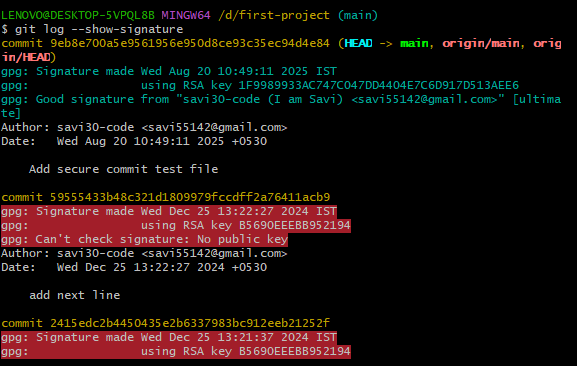 LENOVO@DESKTOP-5VPQL8B MINGW64 /d/first-project (main)
$ git log --show-signature
commit 9eb8e700a5e9561956e950d8ce93c35ec94d4e84 (HEAD -> main, origin/main, orig
in/HEAD)
gpg: Signature made Wed Aug 20 10:49:11 2025 IST
gpg:                using RSA key 1F9989933AC747C047DD4404E7C6D917D513AEE6
gpg: Good signature from "savi30-code (I am Savi) <savi55142@gmail.com>" [ultima
te]
Author: savi30-code <savi55142@gmail.com>
Date:   Wed Aug 20 10:49:11 2025 +0530
    Add secure commit test file
commit 59555433b48c321d1809979fccdff2a76411acb9
gpg: Signature made Wed Dec 25 13:22:27 2024 IST
gpg:                using RSA key B5690EEEBB952194
gpg: Can't check signature: No public key
Author: savi30-code <savi55142@gmail.com>
Date:   Wed Dec 25 13:22:27 2024 +0530
    add next line
commit 2415edc2b4450435e2b6337983bc912eeb21252f
gpg: Signature made Wed Dec 25 13:21:37 2024 IST
gpg:                using RSA key B5690EEEBB952194